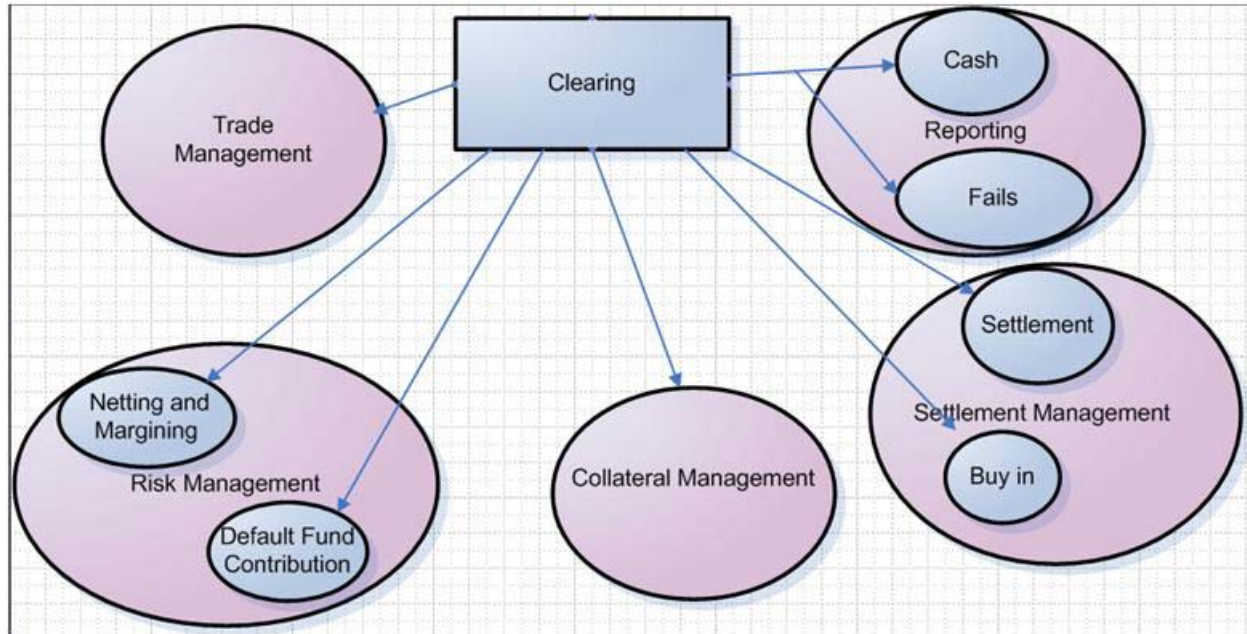 Clearing
Trade
Management
Cash
Reporting
Fails
Settlement
Settlement Management
Buy in
Netting and
Margining
Risk Management
Default Fund
Contribution
Collateral Management